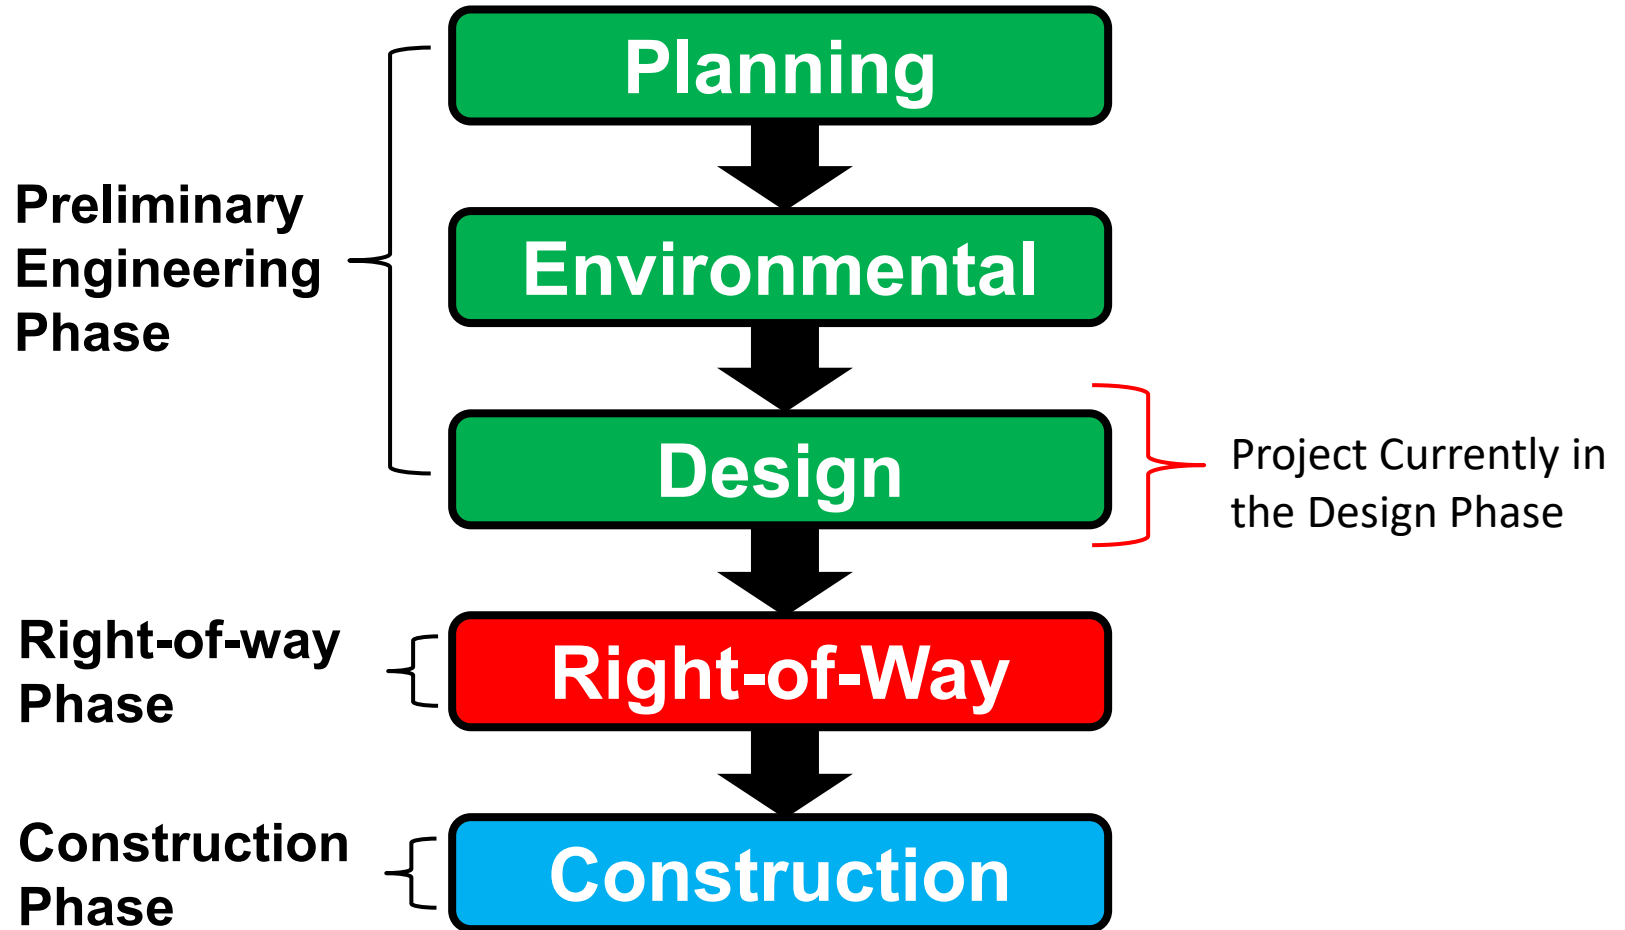 Planning
Preliminary
Engineering
Phase
Environmental
Design
Project Currently in
the Design Phase
Right-of-way
Phase
Right-of-Way
Construction
Phase
Construction